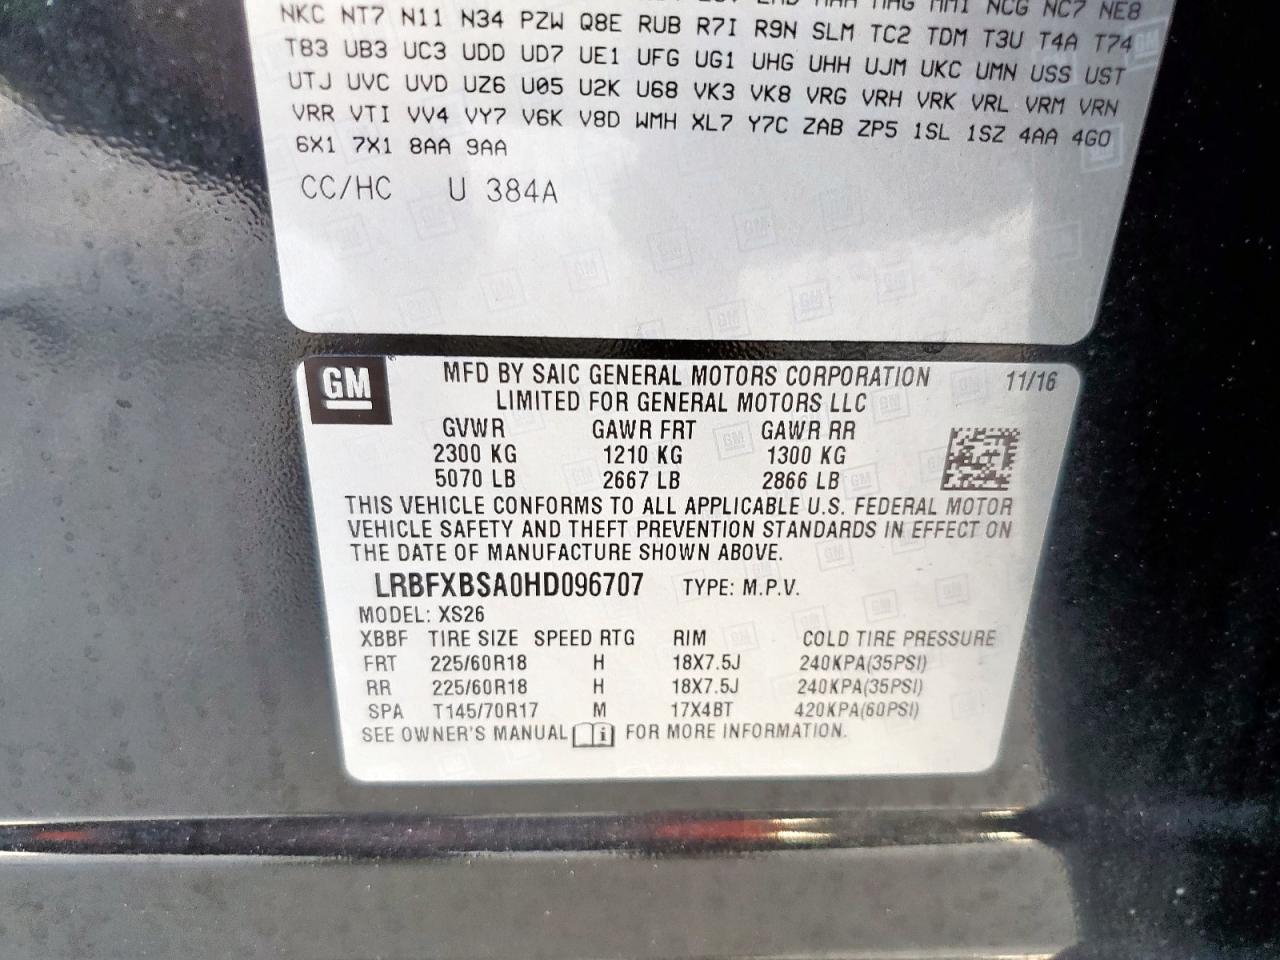 NCG NC7 NE8
NKC NT7 N11 N34 PZW Q8E RUB R7I R9N SLM TC2 TDM T3U T4A T74
T83 UB3 UC3 UDD UD7 UE1 UFG UG1 UHG UHH UJM UKC UMN USS UST
UTJ UVC UVD UZ6 U05 U2K U68 VK3 VK8 VRG VRH VRK VRL VRM VRN
VRR VTI VV4 VY7 V6K V8D WMH XL7 Y7C ZAB ZP5 1SL 1SZ 4AA 4GO
6X1 7X1 8AA 9AA
CC/HC U 384A
GM
MFD BY SAIC GENERAL MOTORS CORPORATION 11/16
LIMITED FOR GENERAL MOTORS LLC
GVWR GAWR FRT GAWR RR
2300 KG 1210 KG 1300 KG
5070 LB 2667 LB 2866 LB
THIS VEHICLE CONFORMS TO ALL APPLICABLE U.S. FEDERAL MOTOR
VEHICLE SAFETY AND THEFT PREVENTION STANDARDS IN EFFECT ON
THE DATE OF MANUFACTURE SHOWN ABOVE.
LRBFXBSA0HD096707 TYPE: M.P.V.
MODEL: XS26
XBBF TIRE SIZE SPEED RTG RIM COLD TIRE PRESSURE
FRT 225/60R18 H 18X7.5J 240KPA(35PSI)
RR 225/60R18 H 18X7.5J 240KPA(35PSI)
SPA T145/70R17 M 17X4BT 420KPA(60PSI)
SEE OWNER'S MANUAL i FOR MORE INFORMATION.